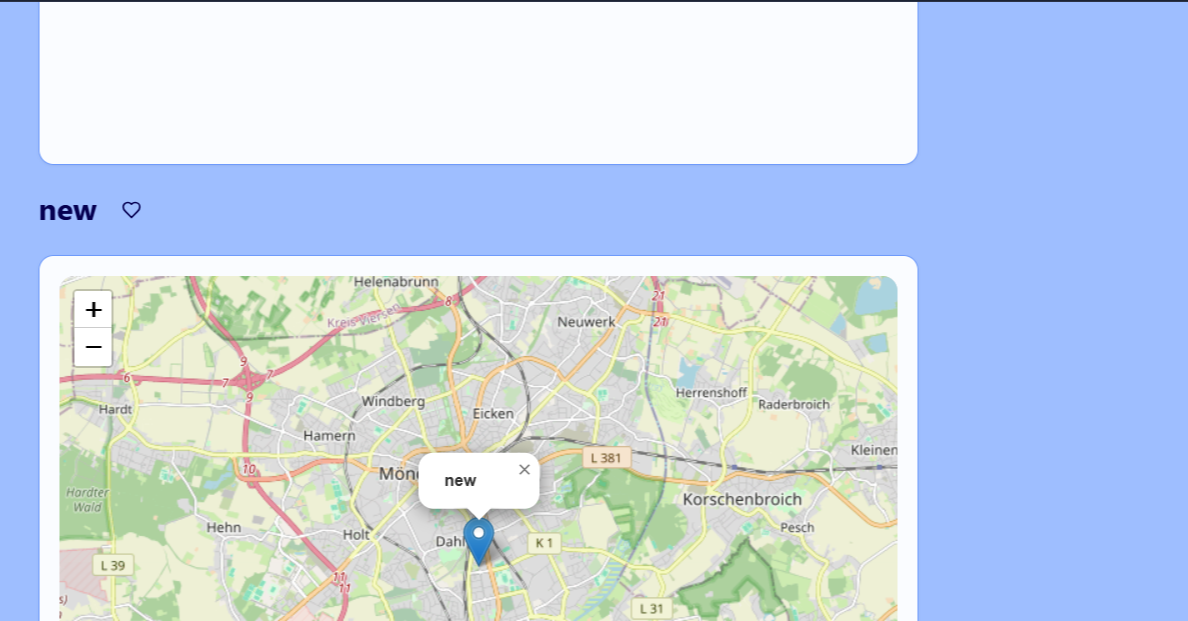 new
Helenabrunn
8
21
Kreis Viersen
Neuwerk
21
+
−
9
7
6
7
9
Herrenshoff
Windberg
Raderbroich
Hardt
Eicken
Hamern
Kleinen
L 381
10
Mönc
new
×
Hardter
Wald
Korschenbroich
Hehn
Holt
Pesch
Dahl
K 1
L 39
11
11
s)
L 31